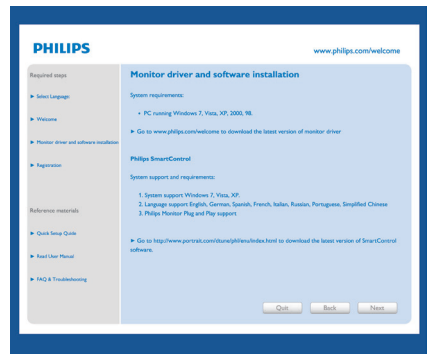 PHILIPS
www.philips.com/welcome
Required steps
Select Language:
Welcome
Monitor driver and software installation
Registration
Reference materials
Quick Setup Guide
Read User Manual
FAQ & Troubleshooting
Monitor driver and software installation
System requirements:
• PC running Windows 7, Vista, XP, 2000, 98.
Go to www.philips.com/welcome to download the latest version of monitor driver
Philips SmartControl
System support and requirements:
1. System support Windows 7, Vista, XP.
2. Language support English, German, Spanish, French, Italian, Russian, Portuguese, Simplified Chinese
3. Philips Monitor Plug and Play support
Go to http://www.portrait.com/dtune/phl/enu/index.html to download the latest version of SmartControl
software.
Quit
Back
Next